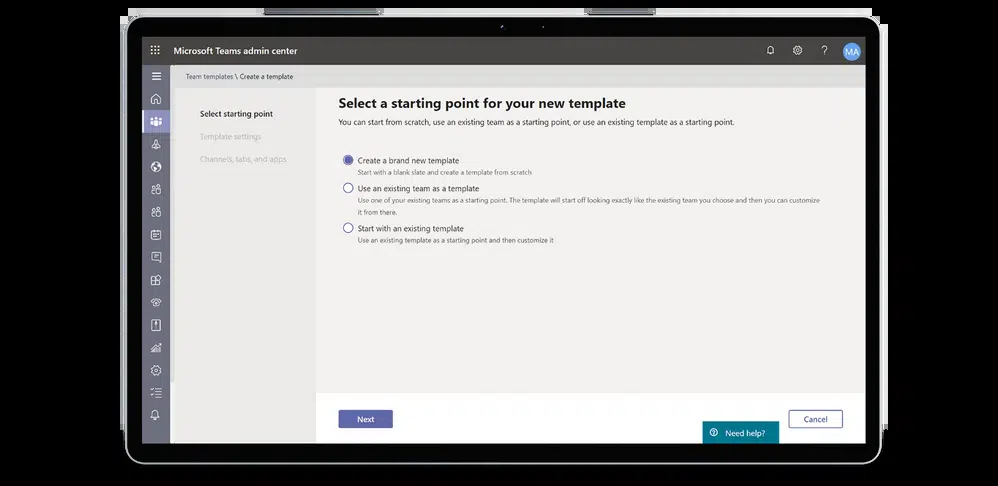 Microsoft Teams admin center
?
MA
Team templates \ Create a template
Select starting point
Template settings
Channels, tabs, and apps
Select a starting point for your new template
You can start from scratch, use an existing team as a starting point, or use an existing template as a starting point.
Create a brand new template
Start with a blank slate and create a template from scratch
Use an existing team as a template
Use one of your existing teams as a starting point. The template will start off looking exactly like the existing team you choose and then you can customize
it from there.
Start with an existing template
Use an existing template as a starting point and then customize it
Next
Need help?
Cancel